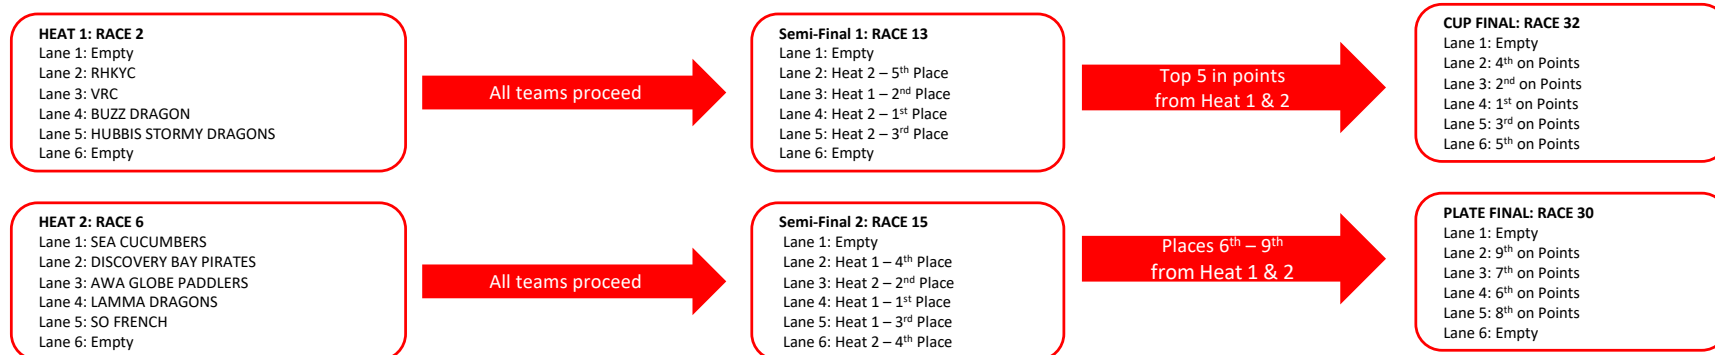 HEAT 1: RACE 2
Lane 1: Empty
Lane 2: RHKYC
Lane 3: VRC
Lane 4: BUZZ DRAGON
Lane 5: HUBBIS STORMY DRAGONS
Lane 6: Empty
All teams proceed
Semi-Final 1: RACE 13
Lane 1: Empty
Lane 2: Heat 2 – 5th Place
Lane 3: Heat 1 – 2nd Place
Lane 4: Heat 2 – 1st Place
Lane 5: Heat 2 – 3rd Place
Lane 6: Empty
Top 5 in points
from Heat 1 & 2
CUP FINAL: RACE 32
Lane 1: Empty
Lane 2: 4th on Points
Lane 3: 2nd on Points
Lane 4: 1st on Points
Lane 5: 3rd on Points
Lane 6: 5th on Points
HEAT 2: RACE 6
Lane 1: SEA CUCUMBERS
Lane 2: DISCOVERY BAY PIRATES
Lane 3: AWA GLOBE PADDLERS
Lane 4: LAMMA DRAGONS
Lane 5: SO FRENCH
Lane 6: Empty
All teams proceed
Semi-Final 2: RACE 15
Lane 1: Empty
Lane 2: Heat 1 – 4th Place
Lane 3: Heat 2 – 2nd Place
Lane 4: Heat 1 – 1st Place
Lane 5: Heat 1 – 3rd Place
Lane 6: Heat 2 – 4th Place
Places 6th – 9th
from Heat 1 & 2
PLATE FINAL: RACE 30
Lane 1: Empty
Lane 2: 9th on Points
Lane 3: 7th on Points
Lane 4: 6th on Points
Lane 5: 8th on Points
Lane 6: Empty